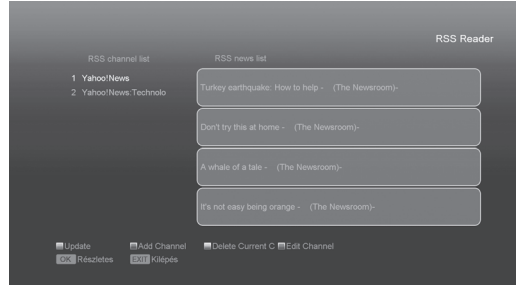 RSS Reader
RSS channel list
RSS news list
1 Yahoo!News
2 Yahoo!News:Technolo
Turkey earthquake: How to help - (The Newsroom)-
Don't try this at home - (The Newsroom)-
A whale of a tale - (The Newsroom)-
It's not easy being orange - (The Newsroom)-
Update Add Channel Delete Current C Edit Channel
OK Részletes EXIT Kilépés